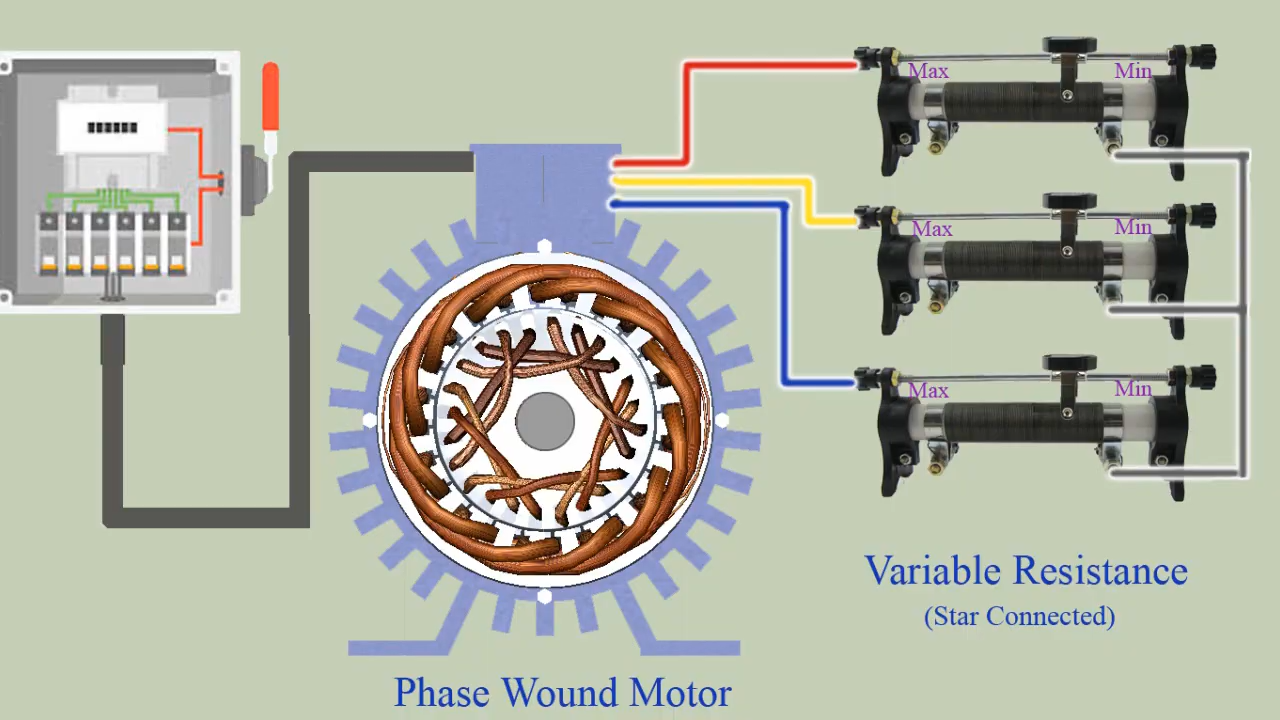 Max Min
Max Min
Max Min
Variable Resistance
(Star Connected)
Phase Wound Motor